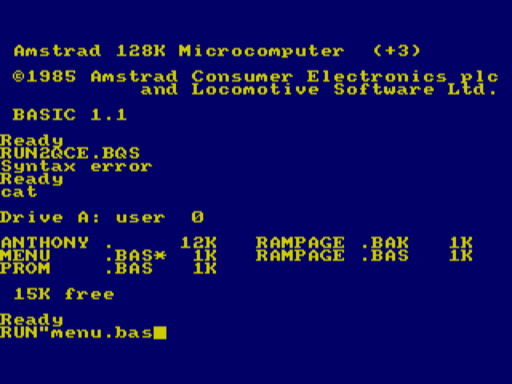 Amstrad 128K Microcomputer (+3)
©1985 Amstrad Consumer Electronics plc
and Locomotive Software Ltd.
BASIC 1.1
Ready
RUN2QCE.BQS
Syntax error
Ready
cat
Drive A: user 0
ANTHONY . 12K RAMPAGE .BAK 1K
MENU .BAS* 1K RAMPAGE .BAS 1K
PROM .BAS 1K
15K free
Ready
RUN"menu.bas